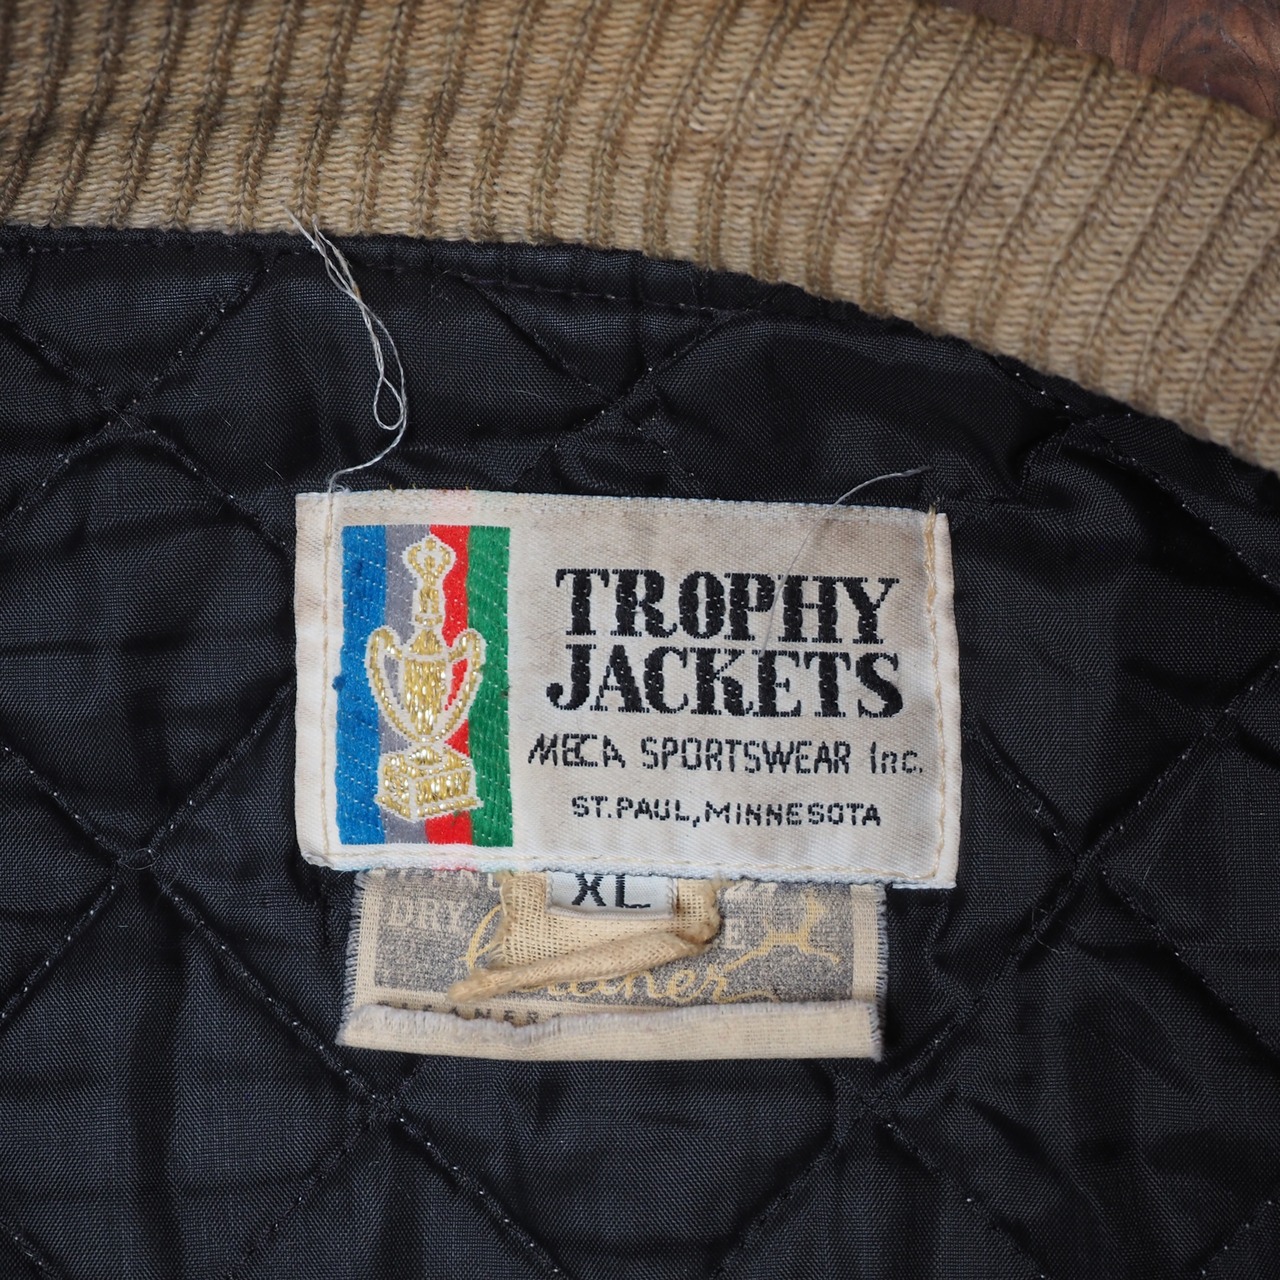 TROPHY
JACKETS
MECA SPORTSWEAR Inc.
ST. PAUL, MINNESOTA
XL
DRY